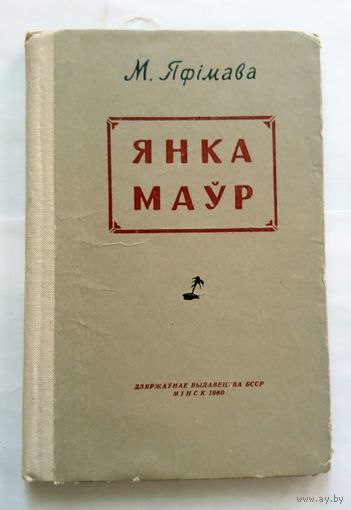 М. Яфімава
ЯНКА
МАЎР
ДЗЯРЖАЎНАЕ ВЫДАВЕЦТВА БССР
МІНСК 1960
www.ay.by